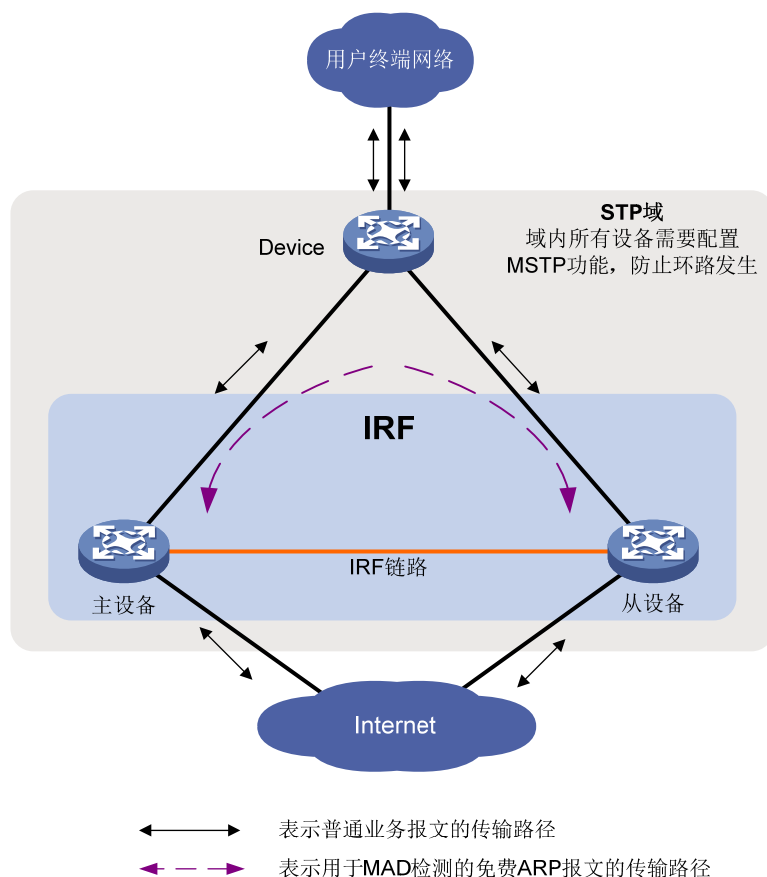 用户终端网络
STP域
域内所有设备需要配置
MSTP功能，防止环路发生
Device
IRF
IRF链路
主设备
从设备
Internet
表示普通业务报文的传输路径
表示用于MAD检测的免费ARP报文的传输路径